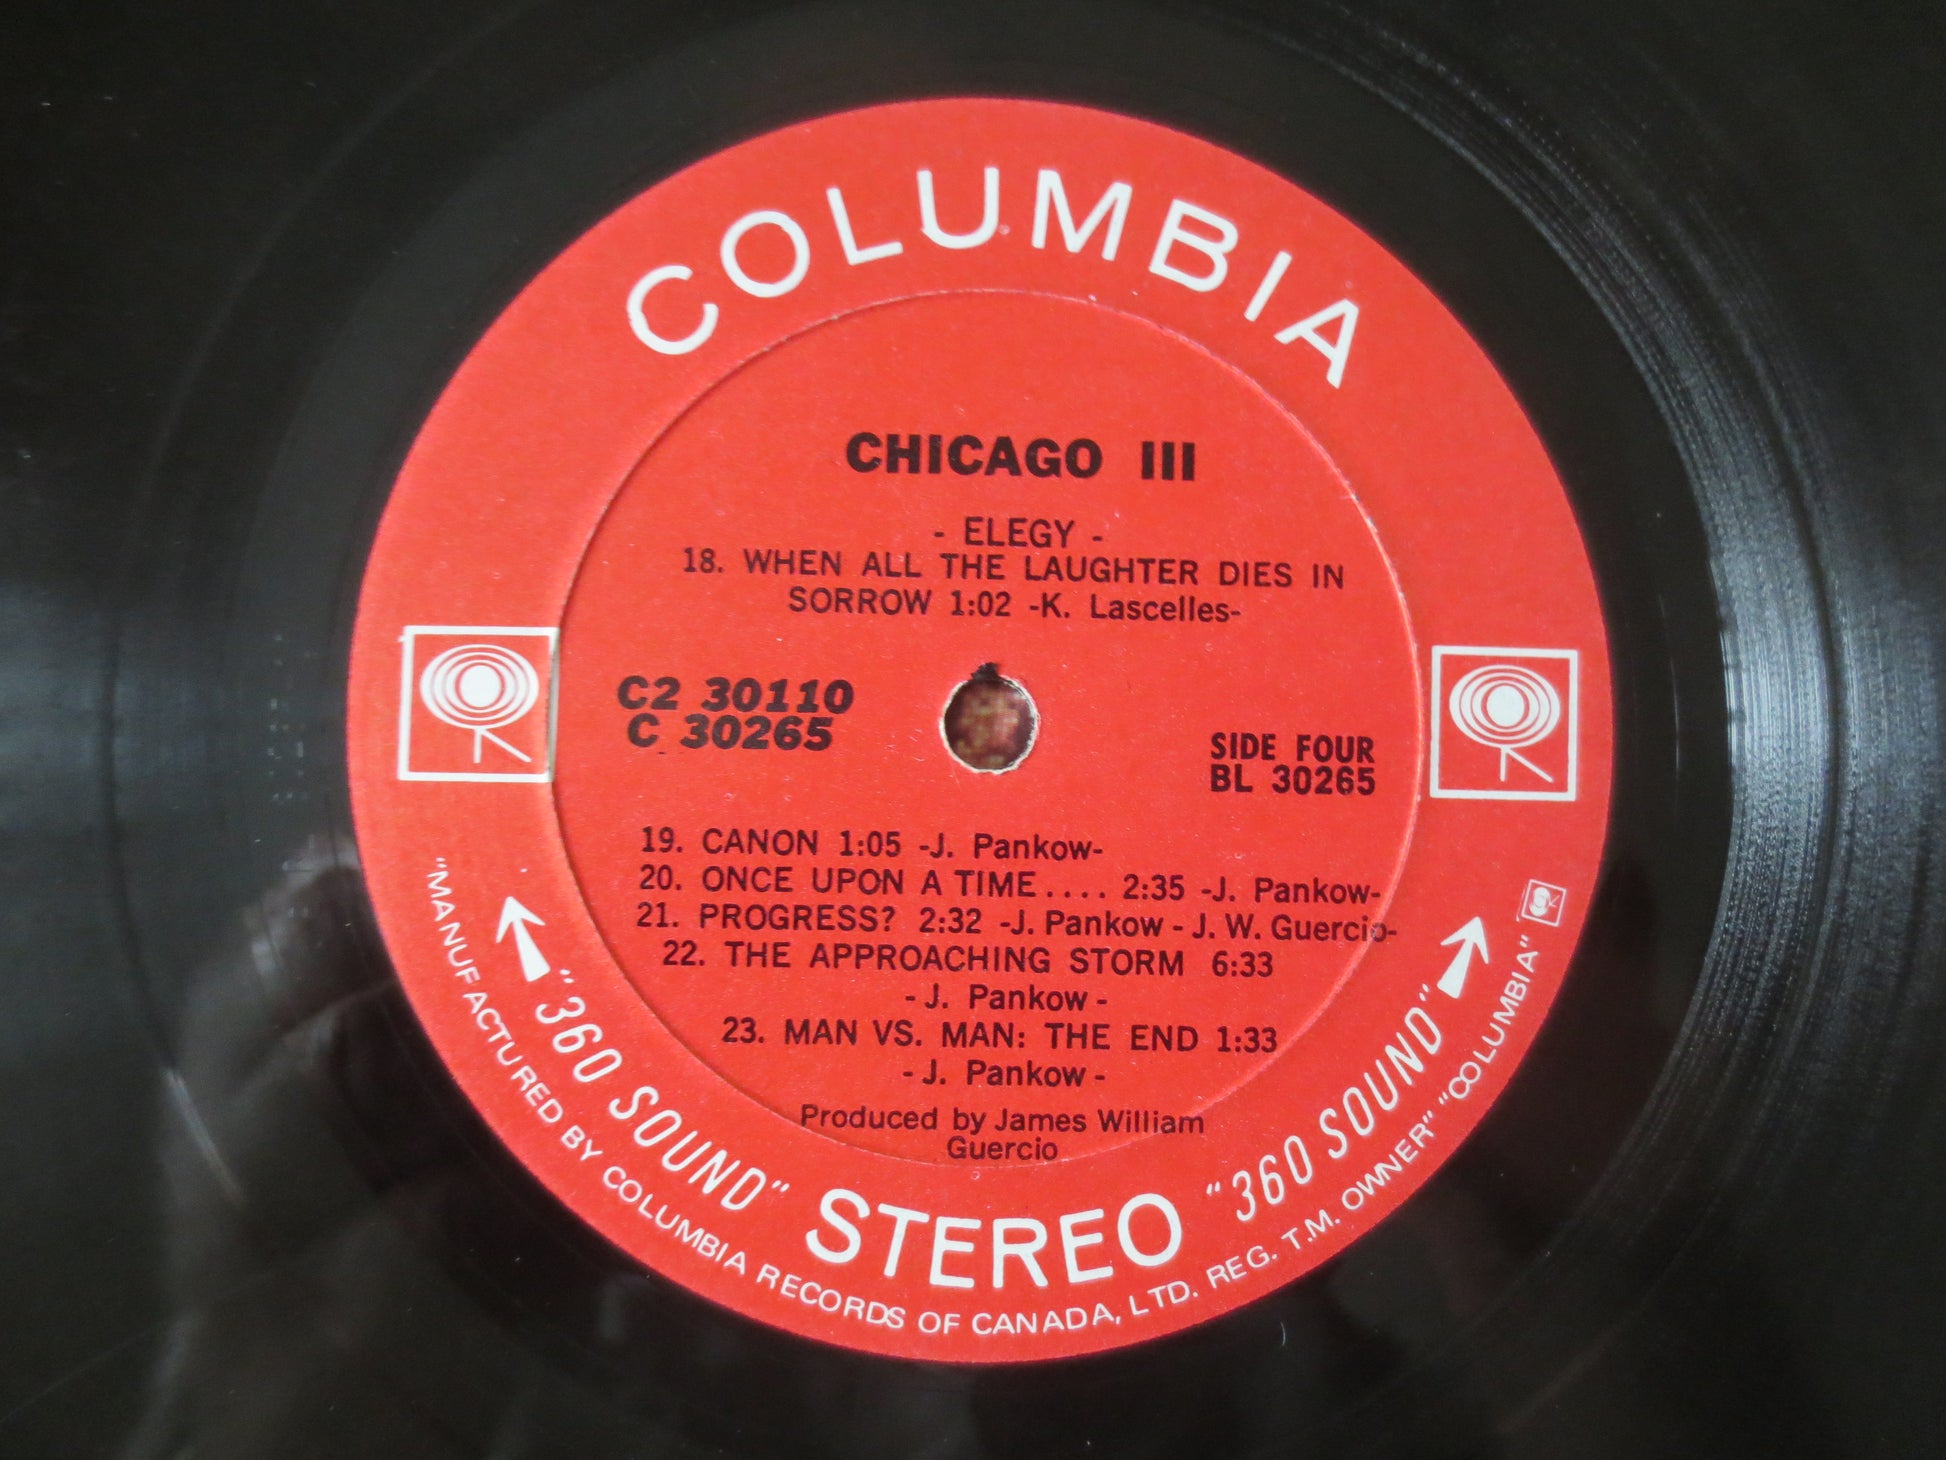 COLUMBIA
CHICAGO III
- ELEGY -
18. WHEN ALL THE LAUGHTER DIES IN
SORROW 1:02 -K. Lascelles-
C2 30110
C 30265
SIDE FOUR
BL 30265
19. CANON 1:05 -J. Pankow-
20. ONCE UPON A TIME.... 2:35 -J. Pankow-
21. PROGRESS? 2:32 -J. Pankow - J. W. Guercio-
22. THE APPROACHING STORM 6:33
- J. Pankow -
23. MAN VS. MAN: THE END 1:33
- J. Pankow -
Produced by James William
Guercio
"360 SOUND" STEREO "360 SOUND"
"MANUFACTURED BY COLUMBIA RECORDS OF CANADA, LTD. REG. T.M. OWNER" "COLUMBIA"